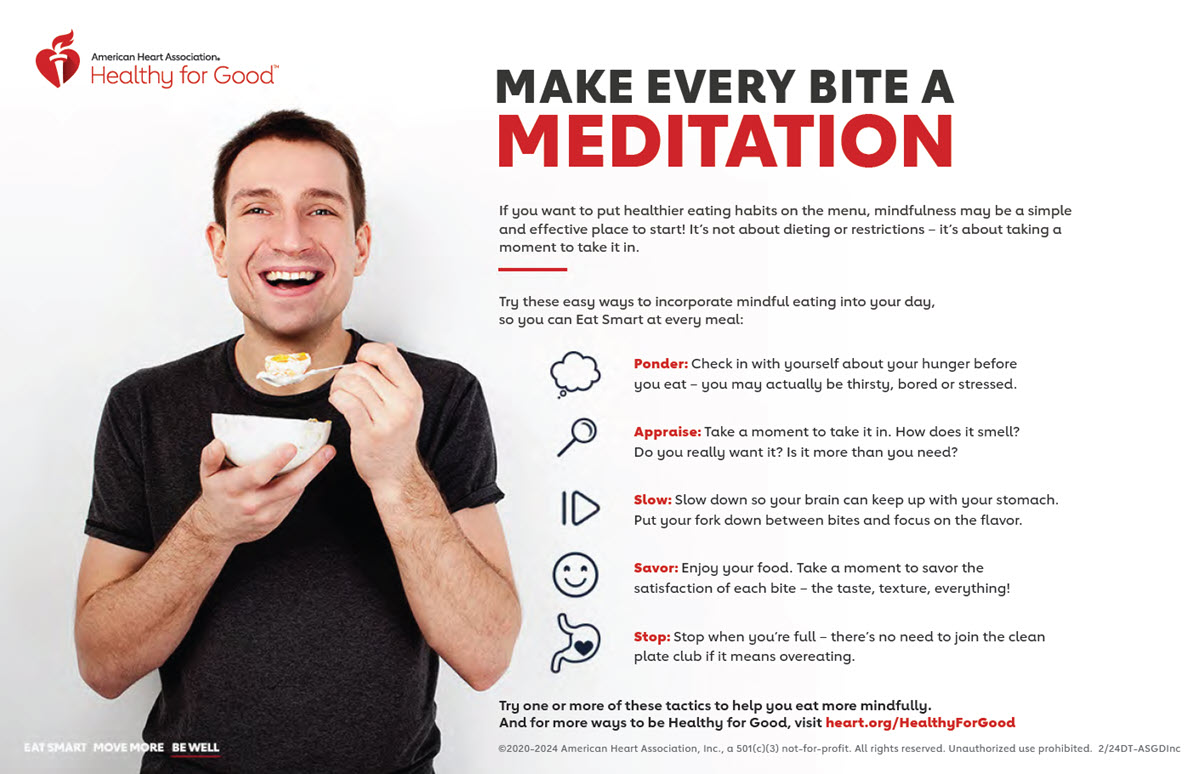 American Heart Association®
Healthy for Good™
MAKE EVERY BITE A
MEDITATION
If you want to put healthier eating habits on the menu, mindfulness may be a simple
and effective place to start! It's not about dieting or restrictions – it's about taking a
moment to take it in.
Try these easy ways to incorporate mindful eating into your day,
so you can Eat Smart at every meal:
Ponder: Check in with yourself about your hunger before
you eat – you may actually be thirsty, bored or stressed.
Appraise: Take a moment to take it in. How does it smell?
Do you really want it? Is it more than you need?
Slow: Slow down so your brain can keep up with your stomach.
Put your fork down between bites and focus on the flavor.
Savor: Enjoy your food. Take a moment to savor the
satisfaction of each bite – the taste, texture, everything!
Stop: Stop when you're full – there's no need to join the clean
plate club if it means overeating.
Try one or more of these tactics to help you eat more mindfully.
And for more ways to be Healthy for Good, visit heart.org/HealthyForGood
EAT SMART MOVE MORE BE WELL
©2020-2024 American Heart Association, Inc., a 501(c)(3) not-for-profit. All rights reserved. Unauthorized use prohibited. 2/24DT-ASGDInc